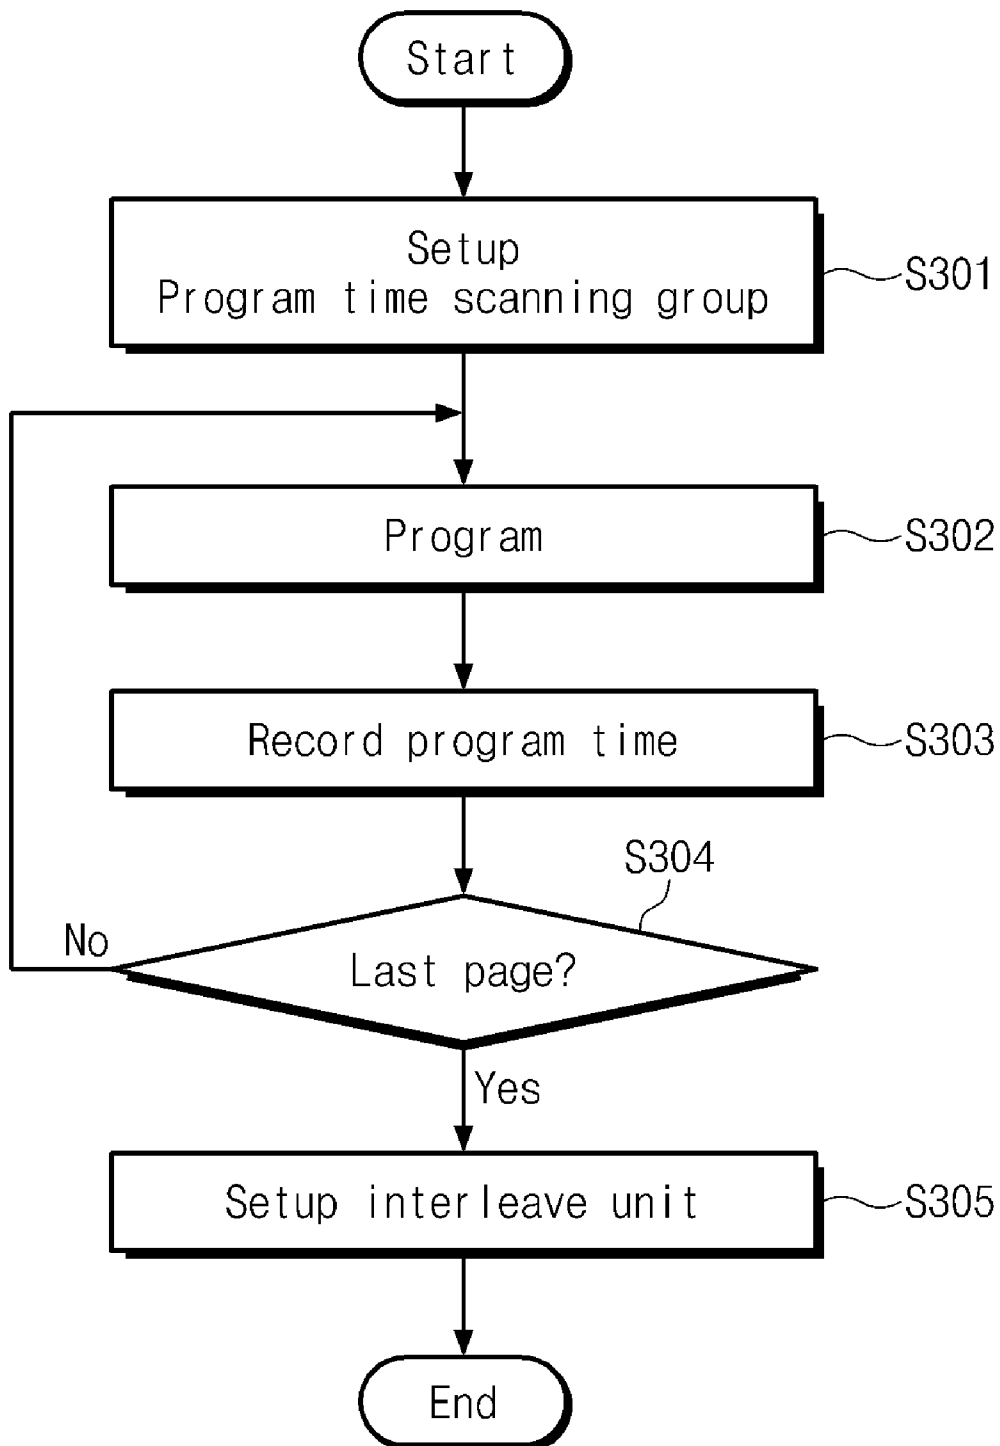 Start
Setup
Program time scanning group
S301
Program
S302
Record program time
S303
S304
No
Last page?
Yes
Setup interleave unit
S305
End